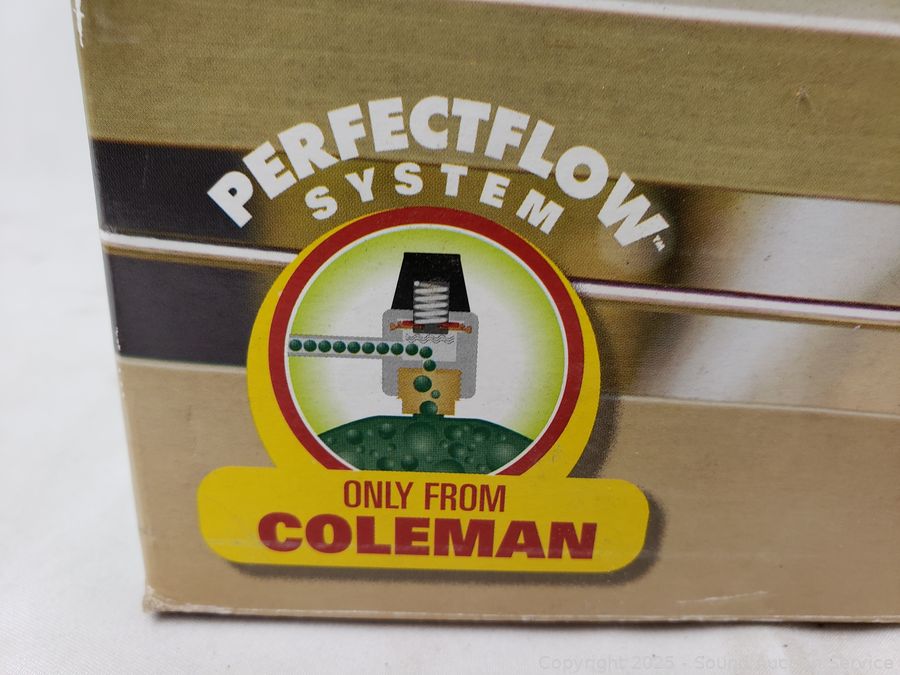 PERFECTFLOW™
SYSTEM
ONLY FROM
COLEMAN
Copyright 2025 - Sound Auction Service